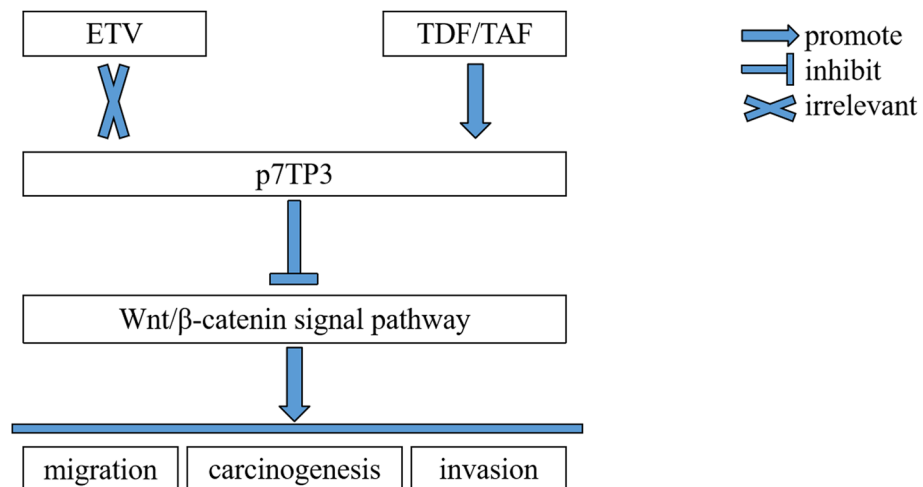 ETV
TDF/TAF
promote
inhibit
irrelevant
p7TP3
Wnt/β-catenin signal pathway
migration
carcinogenesis
invasion